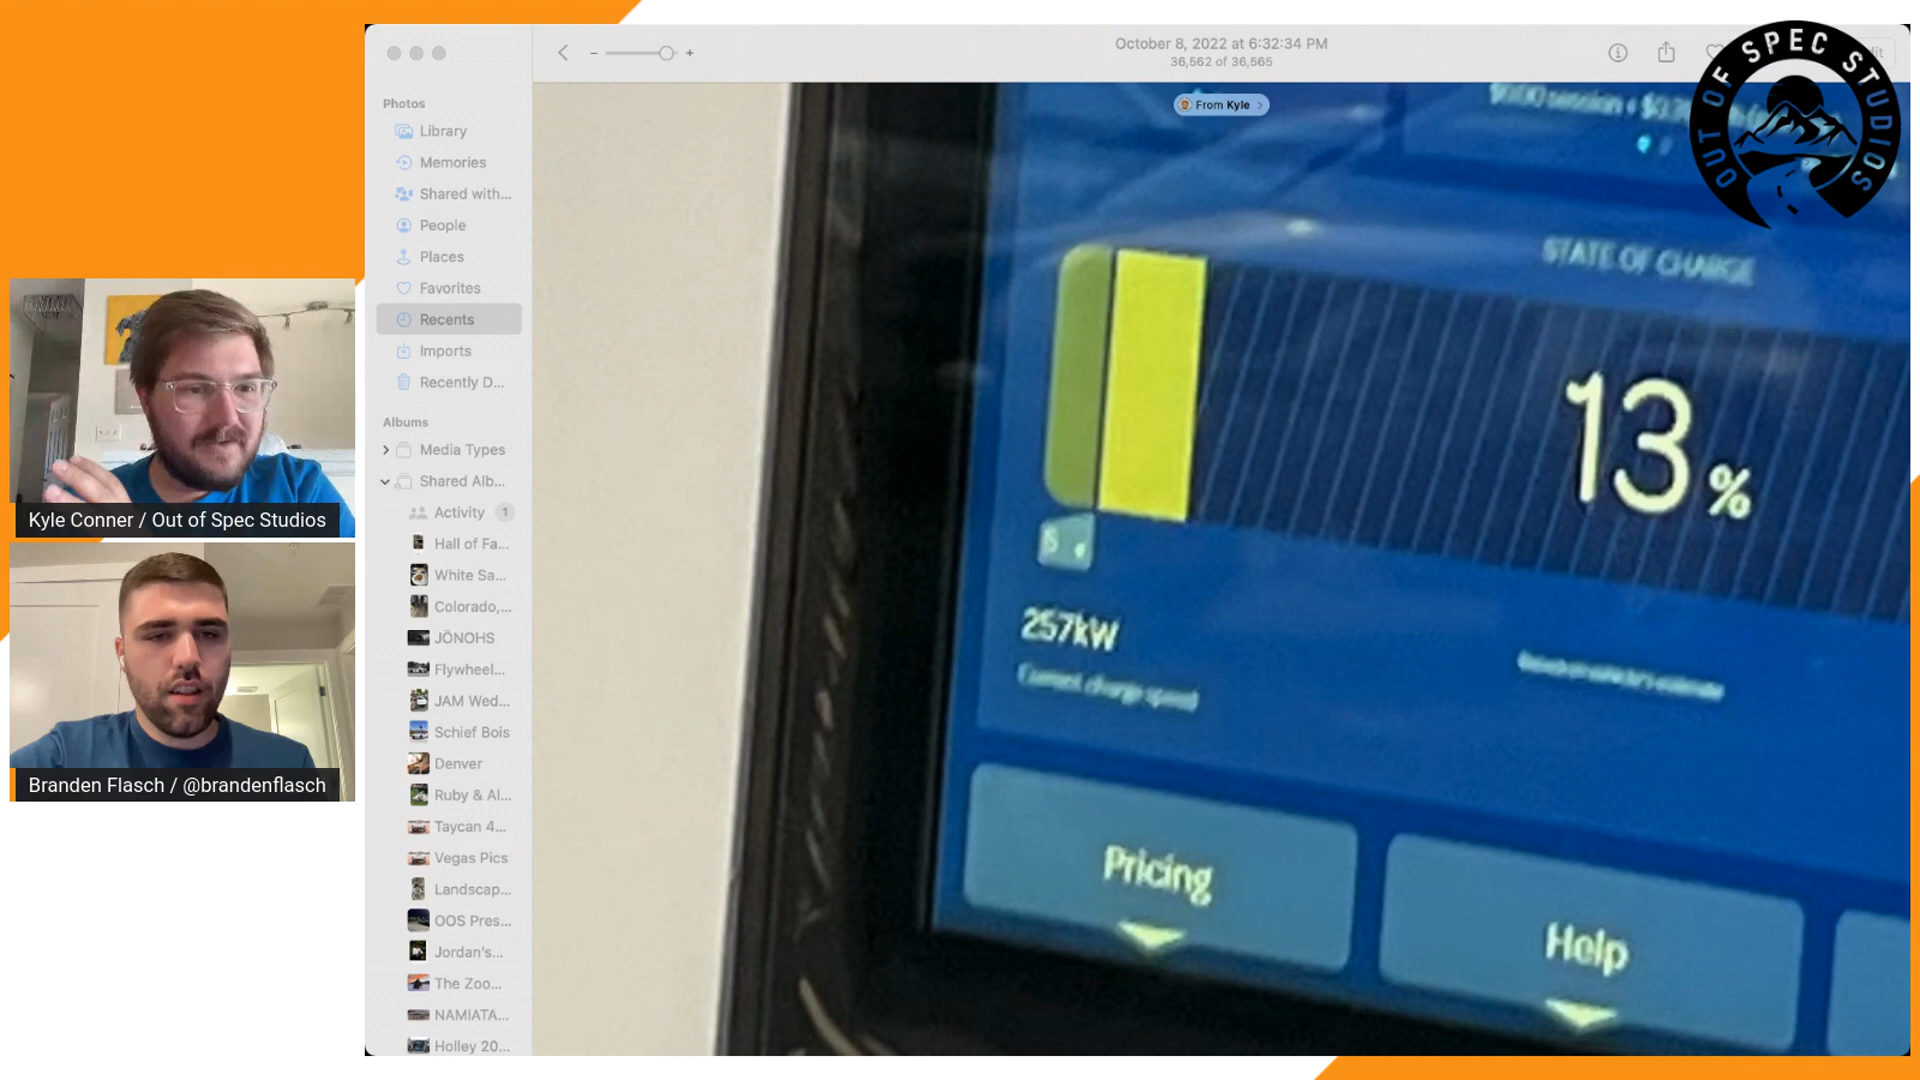 October 8, 2022 at 6:32:34 PM
36,562 of 36,565
OUT OF SPEC STUDIOS
From Kyle
Photos
Library
Memories
Shared with...
People
Places
Favorites
Recents
Imports
Recently D...
Albums
Media Types
Shared Alb...
Activity 1
Hall of Fa...
White Sa...
Colorado,...
JÖNOHS
Flywheel...
JAM Wed...
Schief Bois
Denver
Ruby & Al...
Taycan 4...
Vegas Pics
Landscap...
OOS Pres...
Jordan's...
The Zoo...
NAMIATA...
Holley 20...
STATE OF CHARGE
13 %
257kW
Current charge speed
Pricing
Help
Kyle Conner / Out of Spec Studios
Branden Flasch / @brandenflasch